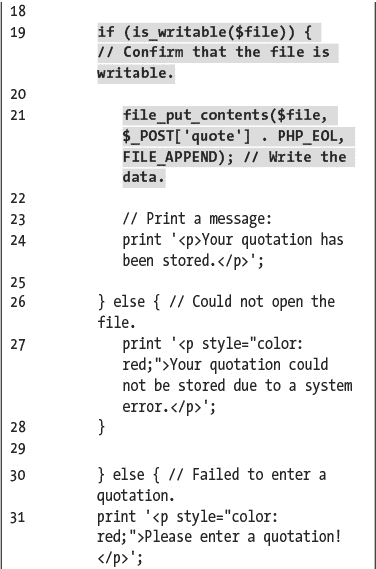 18
19 if (is_writable($file)) {
// Confirm that the file is
writable.
20
21 file_put_contents($file,
$_POST['quote'] . PHP_EOL,
FILE_APPEND); // Write the
data.
22
23 // Print a message:
24 print '<p>Your quotation has
been stored.</p>';
25
26 } else { // Could not open the
file.
27 print '<p style="color:
red;">Your quotation could
not be stored due to a system
error.</p>';
28 }
29
30 } else { // Failed to enter a
quotation.
31 print '<p style="color:
red;">Please enter a quotation!
</p>';